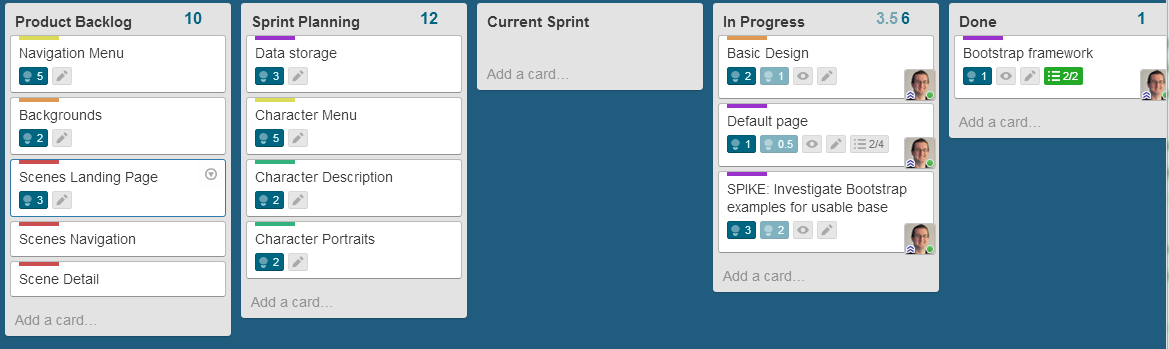 Product Backlog 10
Navigation Menu
5
Backgrounds
2
Scenes Landing Page
3
Scenes Navigation
Scene Detail
Add a card…
Sprint Planning 12
Data storage
3
Character Menu
5
Character Description
2
Character Portraits
2
Add a card…
Current Sprint
Add a card…
In Progress 3.5 6
Basic Design
2 1
Default page
1 0.5 2/4
SPIKE: Investigate Bootstrap
examples for usable base
3 2
Add a card…
Done 1
Bootstrap framework
1 2/2
Add a card…